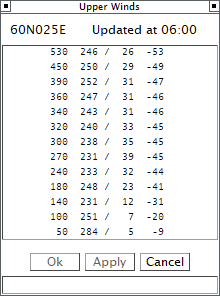 Upper Winds
60N025E Updated at 06:00
530 246 / 26 -53
450 250 / 29 -49
390 252 / 31 -47
360 247 / 31 -46
340 246 / 31 -46
320 240 / 33 -45
300 238 / 35 -45
270 231 / 39 -45
240 233 / 32 -44
180 248 / 23 -41
140 231 / 12 -31
100 251 / 7 -20
50 284 / 5 -9
Ok Apply Cancel